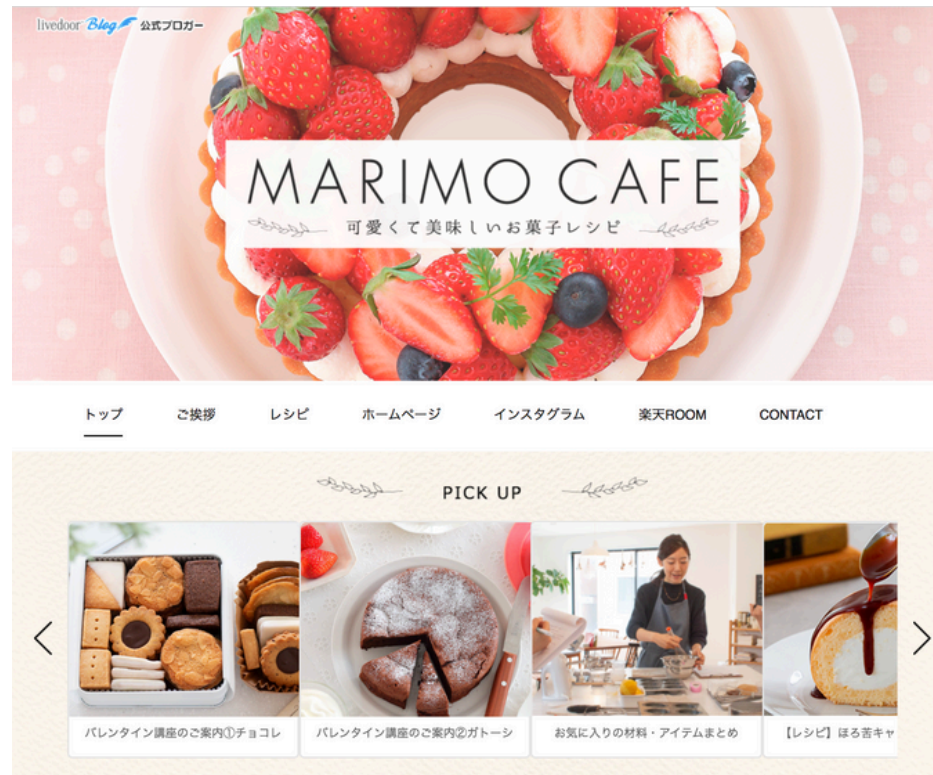 livedoor Blog 公式ブロガー
MARIMO CAFE
可愛くて美味しいお菓子レシピ
トップ ご挨拶 レシピ ホームページ インスタグラム 楽天ROOM CONTACT
PICK UP
バレンタイン講座のご案内①チョコレ
バレンタイン講座のご案内②ガトーシ
お気に入りの材料・アイテムまとめ
【レシピ】ほろ苦キャ